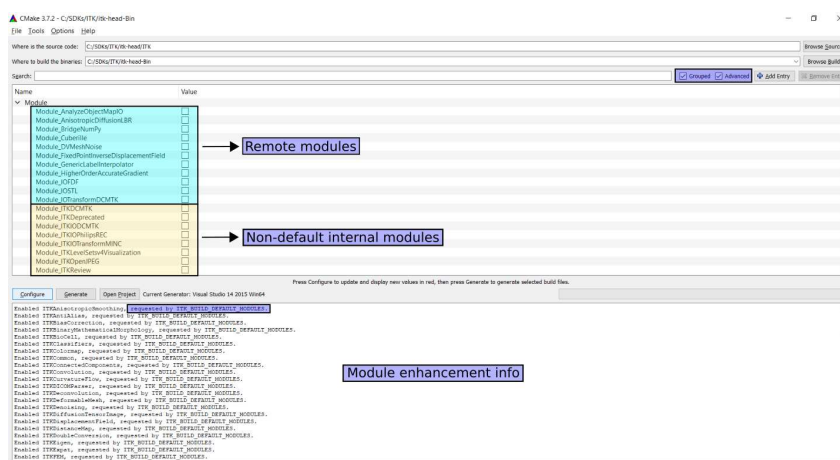 CMake 3.7.2 - C:/SDKs/ITK/itk-head-Bin
File Tools Options Help
Where is the source code: C:/SDKs/ITK/itk-head/ITK
Browse Sourc
Where to build the binaries: C:/SDKs/ITK/itk-head-Bin
Browse Build
Search:
Grouped Advanced Add Entry Remove Ent
Name Value
Module
Module_AnalyzeObjectMapIO
Module_AnisotropicDiffusionLBR
Module_BridgeNumPy
Module_Cuberille
Module_DVMeshNoise
Remote modules
Module_FixedPointInverseDisplacementField
Module_GenericLabelInterpolator
Module_HigherOrderAccurateGradient
Module_IOFDF
Module_IOSTL
Module_IOTransformDCMTK
Module_ITKDCMTK
Module_ITKDeprecated
Module_ITKIODCMTK
Module_ITKIOPhilipsREC
Non-default internal modules
Module_ITKIOTransformMINC
Module_ITKLevelSetsv4Visualization
Module_ITKOpenJPEG
Module_ITKReview
Press Configure to update and display new values in red, then press Generate to generate selected build files.
Configure Generate Open Project Current Generator: Visual Studio 14 2015 Win64
Enabled ITKAnisotropicSmoothing, requested by ITK_BUILD_DEFAULT_MODULES.
Enabled ITKAntiAlias, requested by ITK_BUILD_DEFAULT_MODULES.
Enabled ITKBiasCorrection, requested by ITK_BUILD_DEFAULT_MODULES.
Enabled ITKBinaryMathematicalMorphology, requested by ITK_BUILD_DEFAULT_MODULES.
Enabled ITKBioCell, requested by ITK_BUILD_DEFAULT_MODULES.
Enabled ITKClassifiers, requested by ITK_BUILD_DEFAULT_MODULES.
Enabled ITKColormap, requested by ITK_BUILD_DEFAULT_MODULES.
Enabled ITKCommon, requested by ITK_BUILD_DEFAULT_MODULES.
Enabled ITKConnectedComponents, requested by ITK_BUILD_DEFAULT_MODULES.
Enabled ITKConvolution, requested by ITK_BUILD_DEFAULT_MODULES.
Module enhancement info
Enabled ITKCurvatureFlow, requested by ITK_BUILD_DEFAULT_MODULES.
Enabled ITKDICOMParser, requested by ITK_BUILD_DEFAULT_MODULES.
Enabled ITKDeconvolution, requested by ITK_BUILD_DEFAULT_MODULES.
Enabled ITKDeformableMesh, requested by ITK_BUILD_DEFAULT_MODULES.
Enabled ITKDenoising, requested by ITK_BUILD_DEFAULT_MODULES.
Enabled ITKDiffusionTensorImage, requested by ITK_BUILD_DEFAULT_MODULES.
Enabled ITKDisplacementField, requested by ITK_BUILD_DEFAULT_MODULES.
Enabled ITKDistanceMap, requested by ITK_BUILD_DEFAULT_MODULES.
Enabled ITKDoubleConversion, requested by ITK_BUILD_DEFAULT_MODULES.
Enabled ITKEigen, requested by ITK_BUILD_DEFAULT_MODULES.
Enabled ITKExpat, requested by ITK_BUILD_DEFAULT_MODULES.
Enabled ITKFEM, requested by ITK_BUILD_DEFAULT_MODULES.